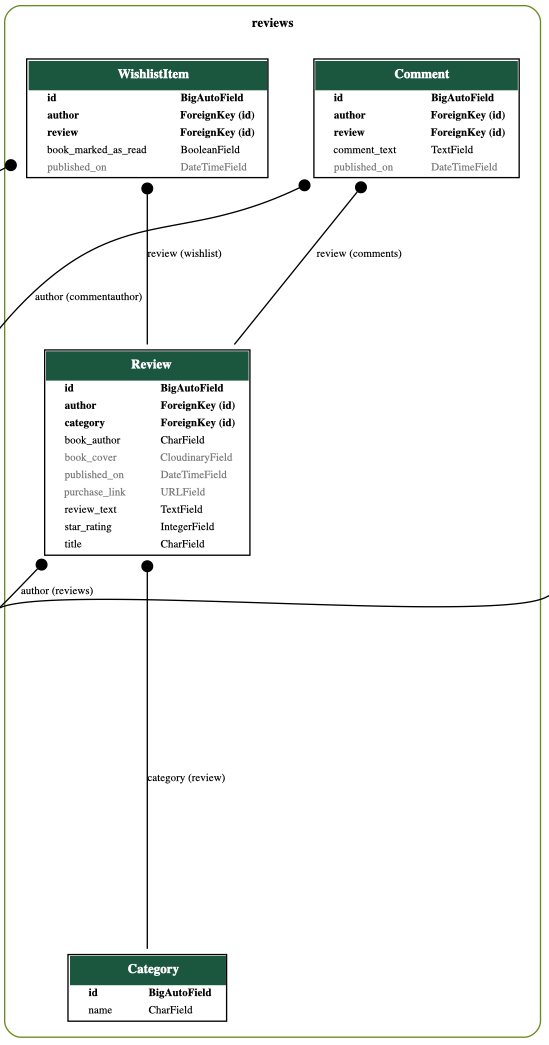 reviews
WishlistItem
id BigAutoField
author ForeignKey (id)
review ForeignKey (id)
book_marked_as_read BooleanField
published_on DateTimeField
Comment
id BigAutoField
author ForeignKey (id)
review ForeignKey (id)
comment_text TextField
published_on DateTimeField
review (wishlist)
review (comments)
author (commentauthor)
Review
id BigAutoField
author ForeignKey (id)
category ForeignKey (id)
book_author CharField
book_cover CloudinaryField
published_on DateTimeField
purchase_link URLField
review_text TextField
star_rating IntegerField
title CharField
author (reviews)
category (review)
Category
id BigAutoField
name CharField